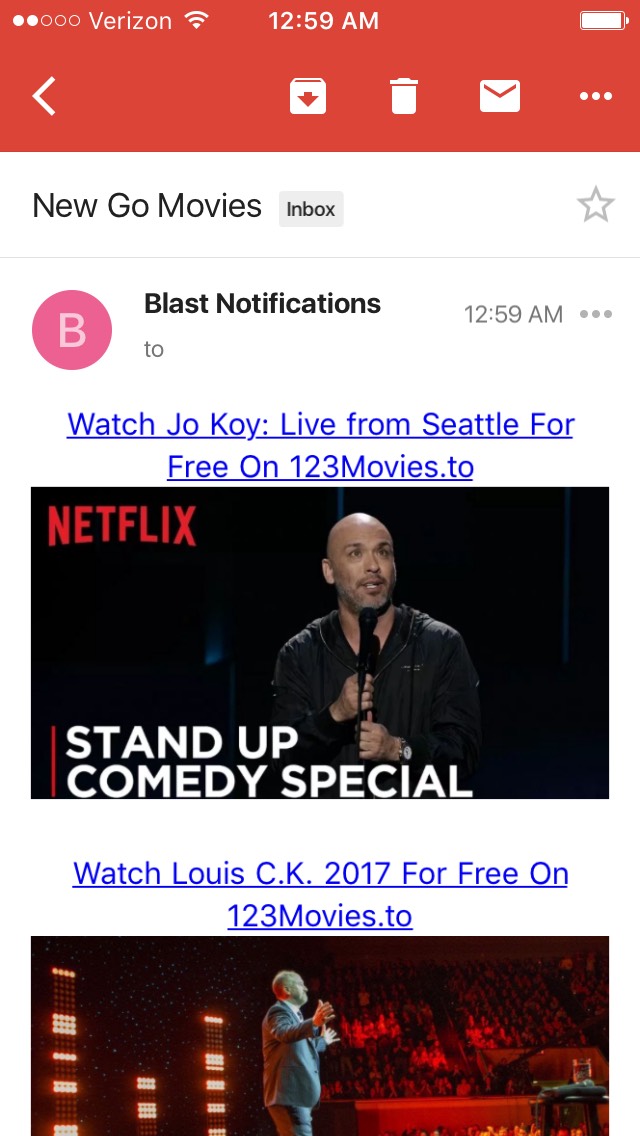 Verizon 12:59 AM
New Go Movies Inbox
B
Blast Notifications
12:59 AM
to
Watch Jo Koy: Live from Seattle For
Free On 123Movies.to
NETFLIX
STAND UP
COMEDY SPECIAL
Watch Louis C.K. 2017 For Free On
123Movies.to